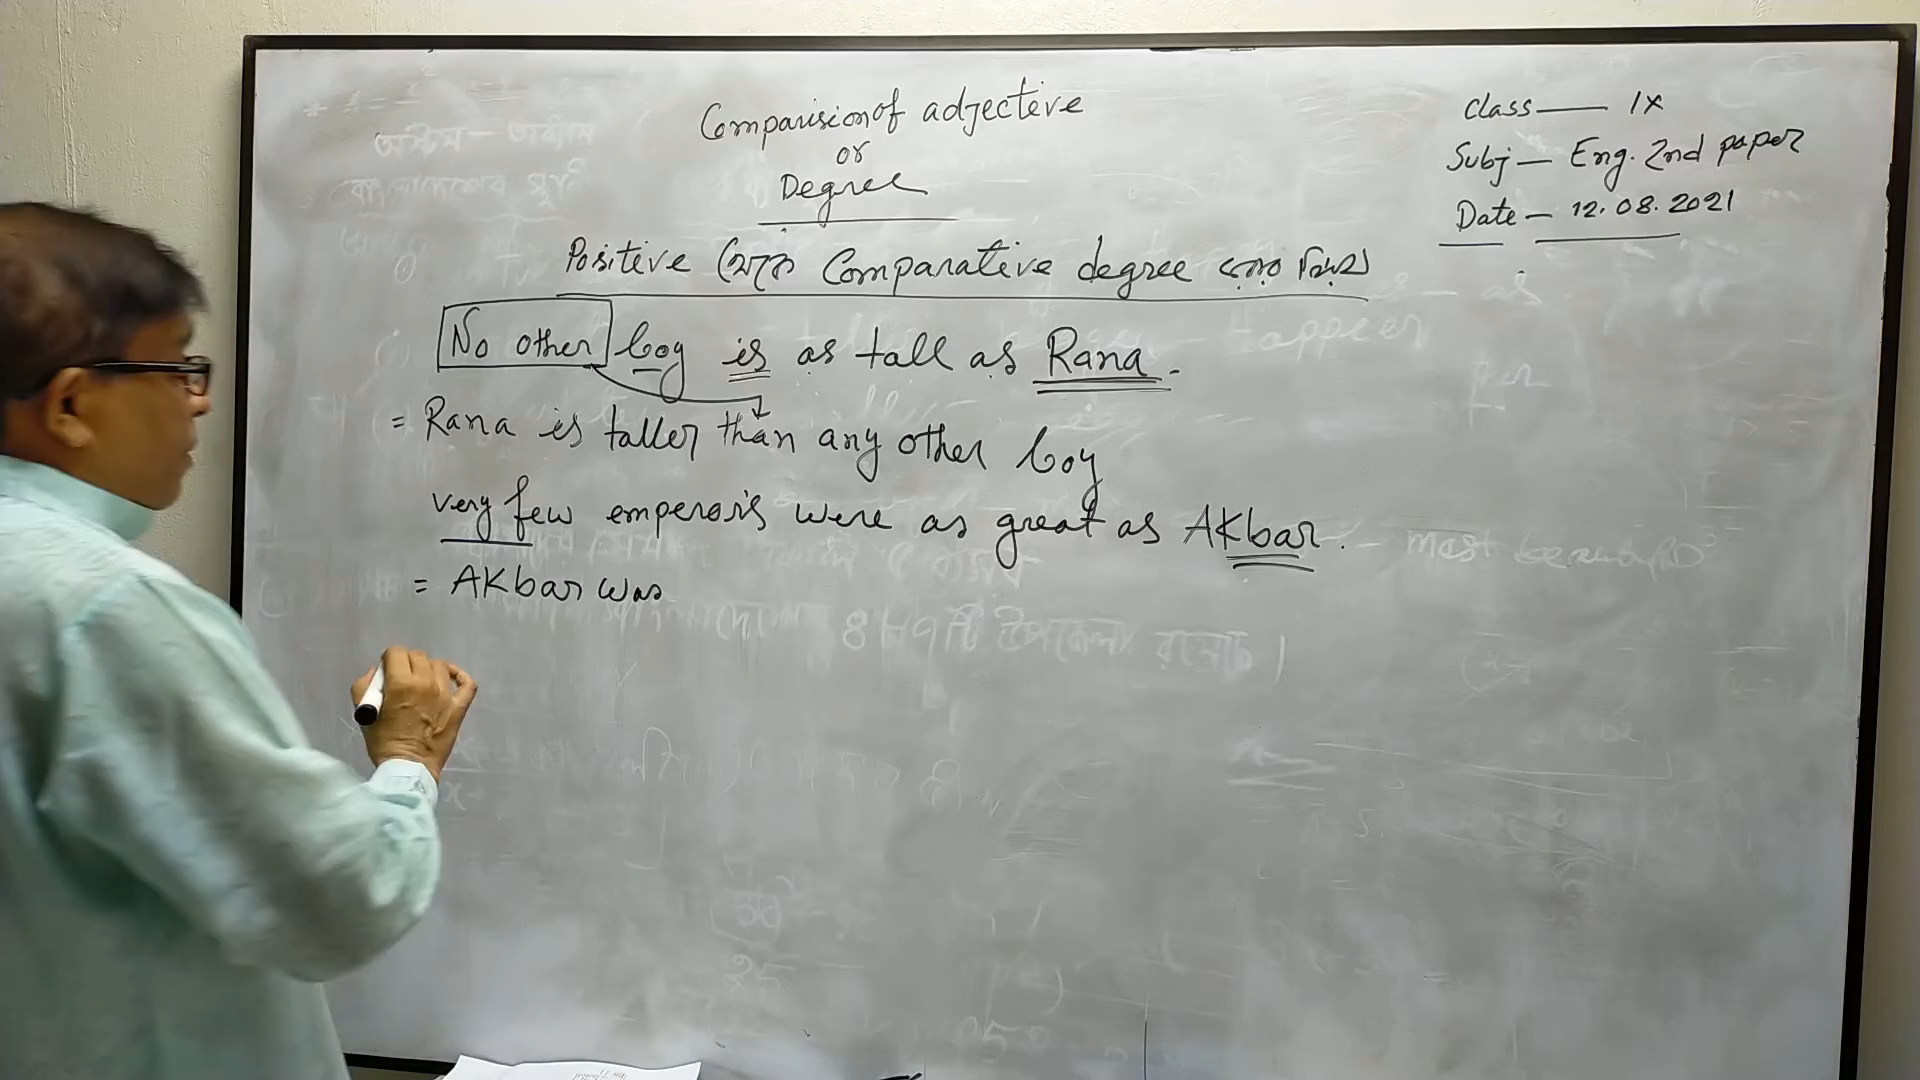 Comparision of adjective
or
Degree
Class — IX
Subj — Eng. 2nd paper
Date — 12.08.2021
Positive থেকে Comparative degree করার নিয়ম
No other boy is as tall as Rana.
= Rana is taller than any other boy
very few emperors were as great as Akbar.
= Akbar was